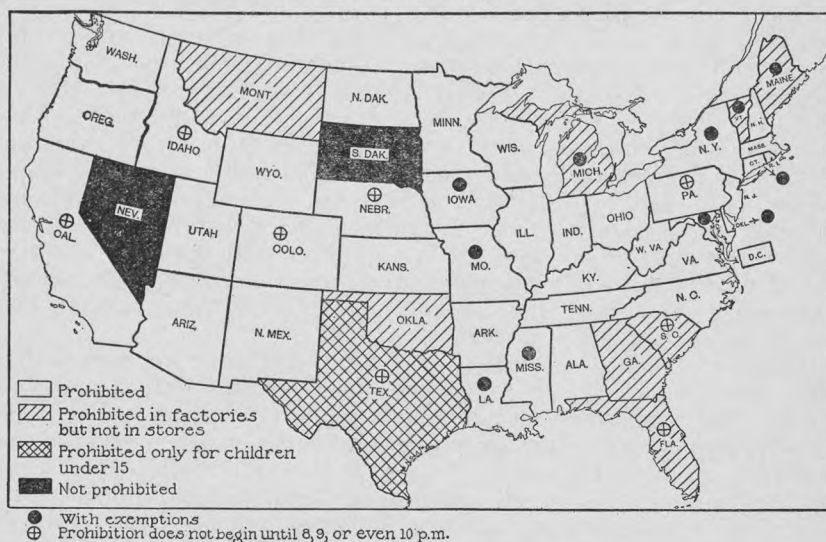 WASH.
MONT.
N. DAK.
MINN.
MAINE
VT.
N. H.
OREG.
IDAHO
WYO.
S. DAK.
WIS.
MICH.
N. Y.
MASS.
CT.
R. I.
NEV.
UTAH
COLO.
NEBR.
IOWA
ILL.
IND.
OHIO
PA.
N. J.
DEL.
CAL.
KANS.
MO.
KY.
W. VA.
VA.
D.C.
ARIZ.
N. MEX.
OKLA.
ARK.
TENN.
N. C.
S. C.
TEX.
LA.
MISS.
ALA.
GA.
FLA.
Prohibited
Prohibited in factories
but not in stores
Prohibited only for children
under 15
Not prohibited
With exemptions
Prohibition does not begin until 8, 9, or even 10 p.m.